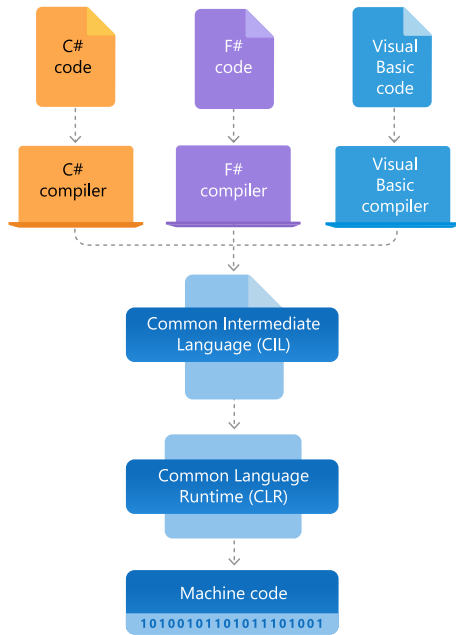 C#
code
F#
code
Visual
Basic
code
C#
compiler
F#
compiler
Visual
Basic
compiler
Common Intermediate
Language (CIL)
Common Language
Runtime (CLR)
Machine code
10100101101011101001